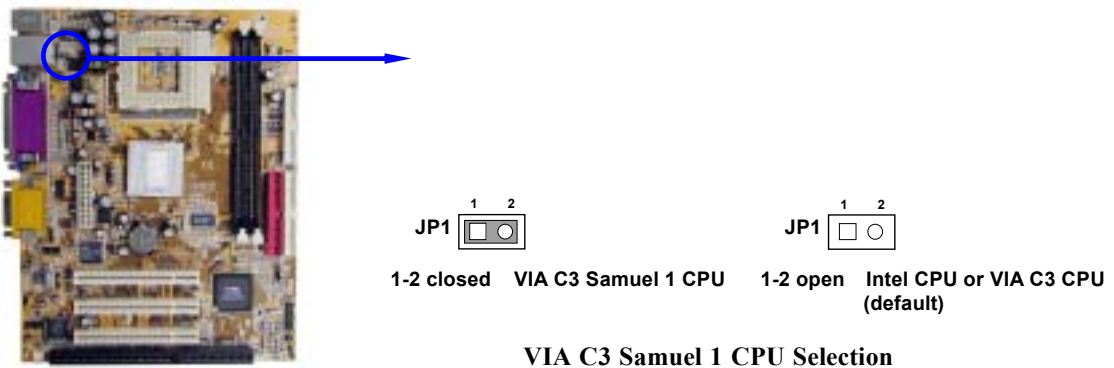 1 2
JP1
1-2 closed VIA C3 Samuel 1 CPU
1 2
JP1
1-2 open Intel CPU or VIA C3 CPU
(default)
VIA C3 Samuel 1 CPU Selection